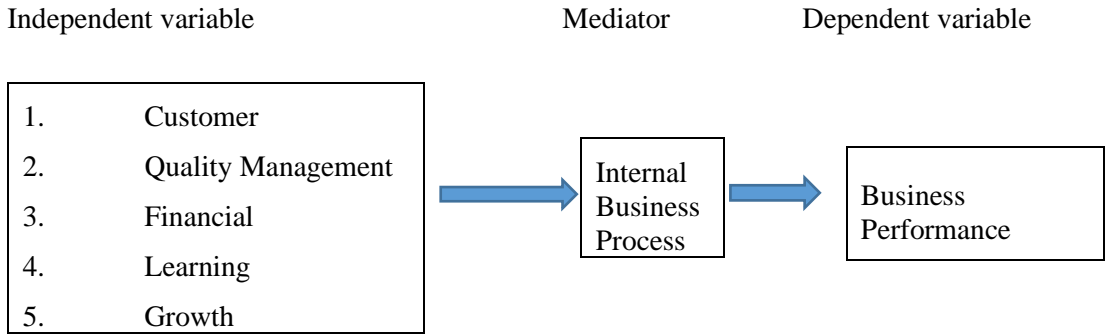 Independent variable Mediator Dependent variable
1. Customer
2. Quality Management
3. Financial
4. Learning
5. Growth
Internal
Business
Process
Business
Performance